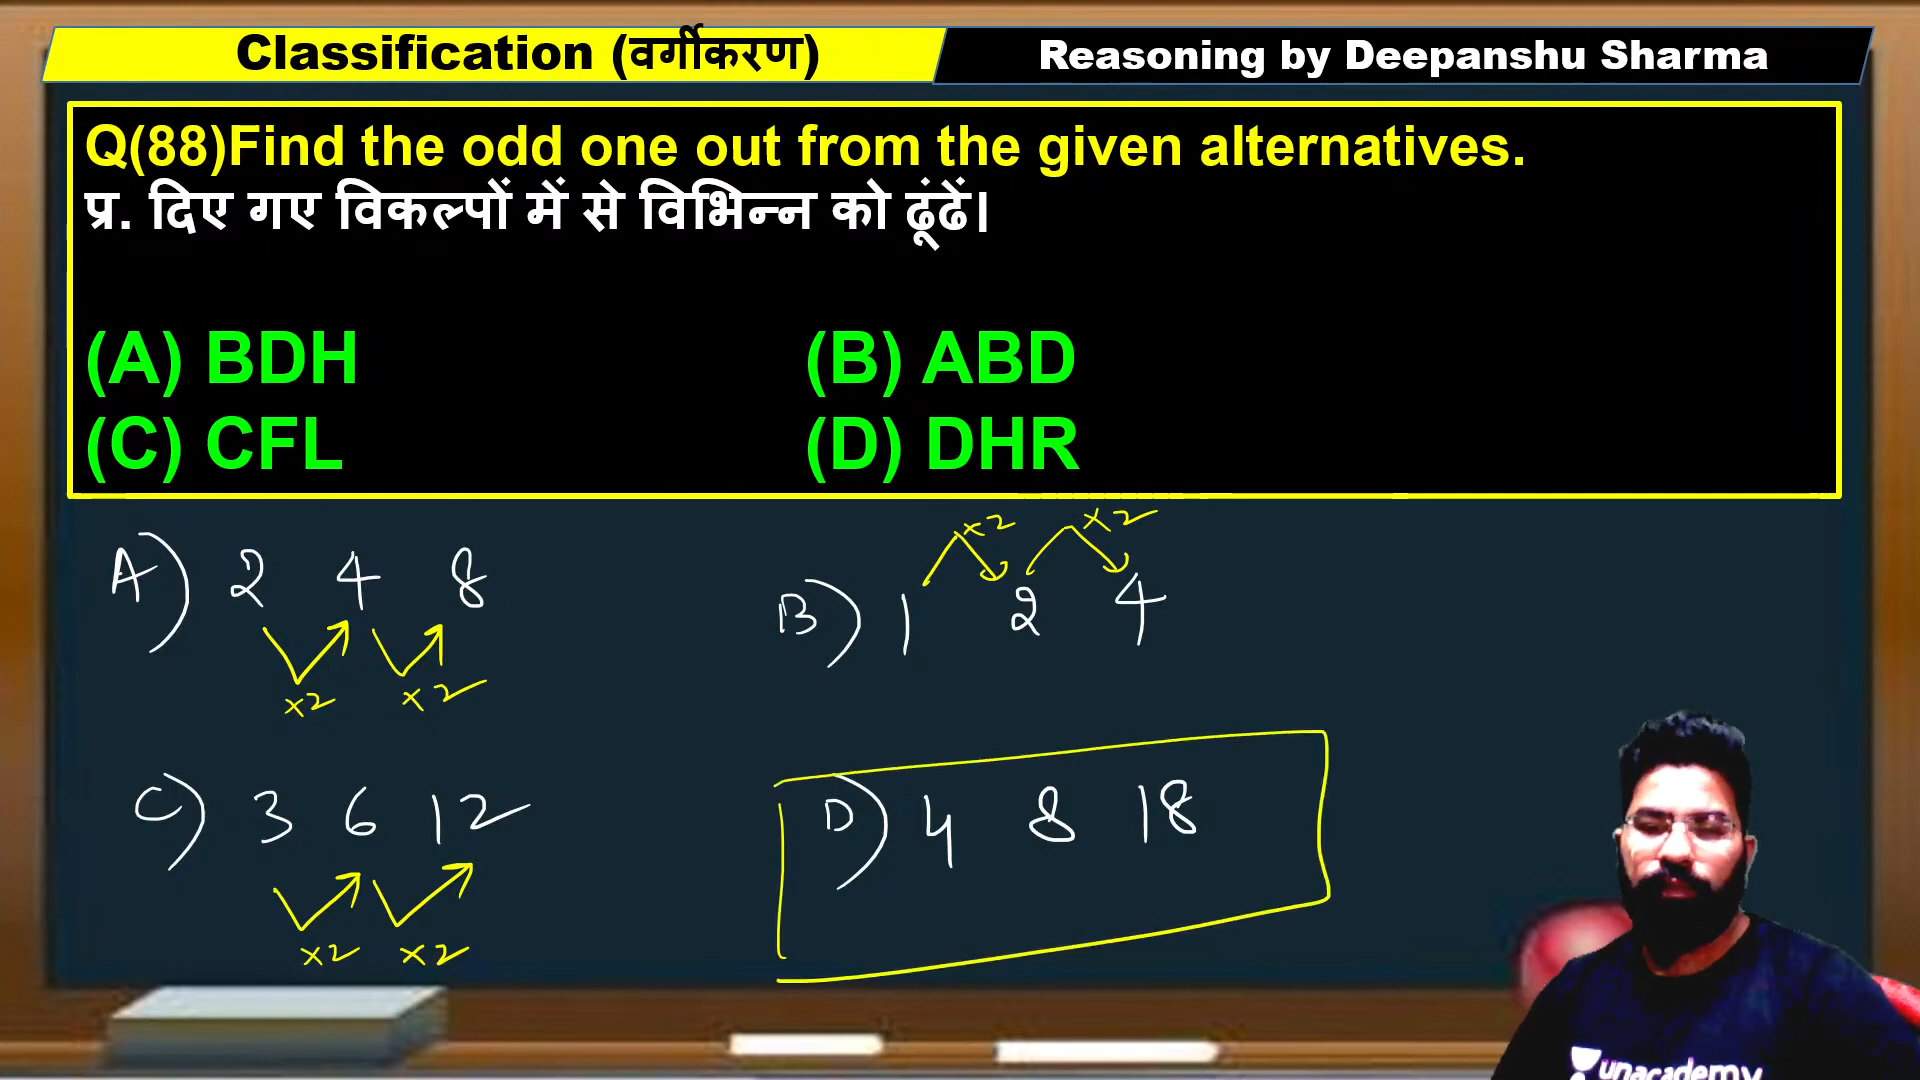 Classification (वर्गीकरण)
Reasoning by Deepanshu Sharma
Q(88)Find the odd one out from the given alternatives.
प्र. दिए गए विकल्पों में से विभिन्न को ढूंढें।
(A) BDH (B) ABD
(C) CFL (D) DHR
×2 ×2
A) 2 4 8 B) 1 2 4
×2 ×2
C) 3 6 12 D) 4 8 18
×2 ×2
unacademy